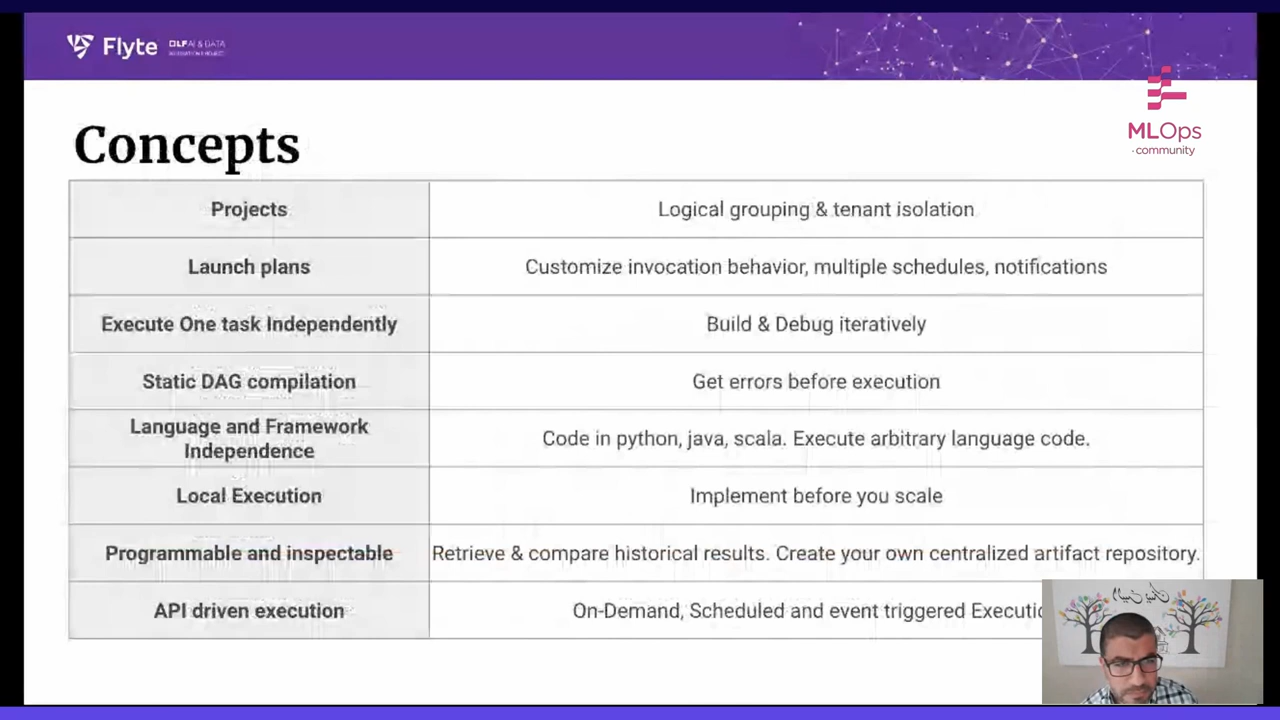 Flyte
LF AI & DATA
MLOps
community
Concepts
Projects
Logical grouping & tenant isolation
Launch plans
Customize invocation behavior, multiple schedules, notifications
Execute One task Independently
Build & Debug iteratively
Static DAG compilation
Get errors before execution
Language and Framework
Independence
Code in python, java, scala. Execute arbitrary language code.
Local Execution
Implement before you scale
Programmable and inspectable
Retrieve & compare historical results. Create your own centralized artifact repository.
API driven execution
On-Demand, Scheduled and event triggered